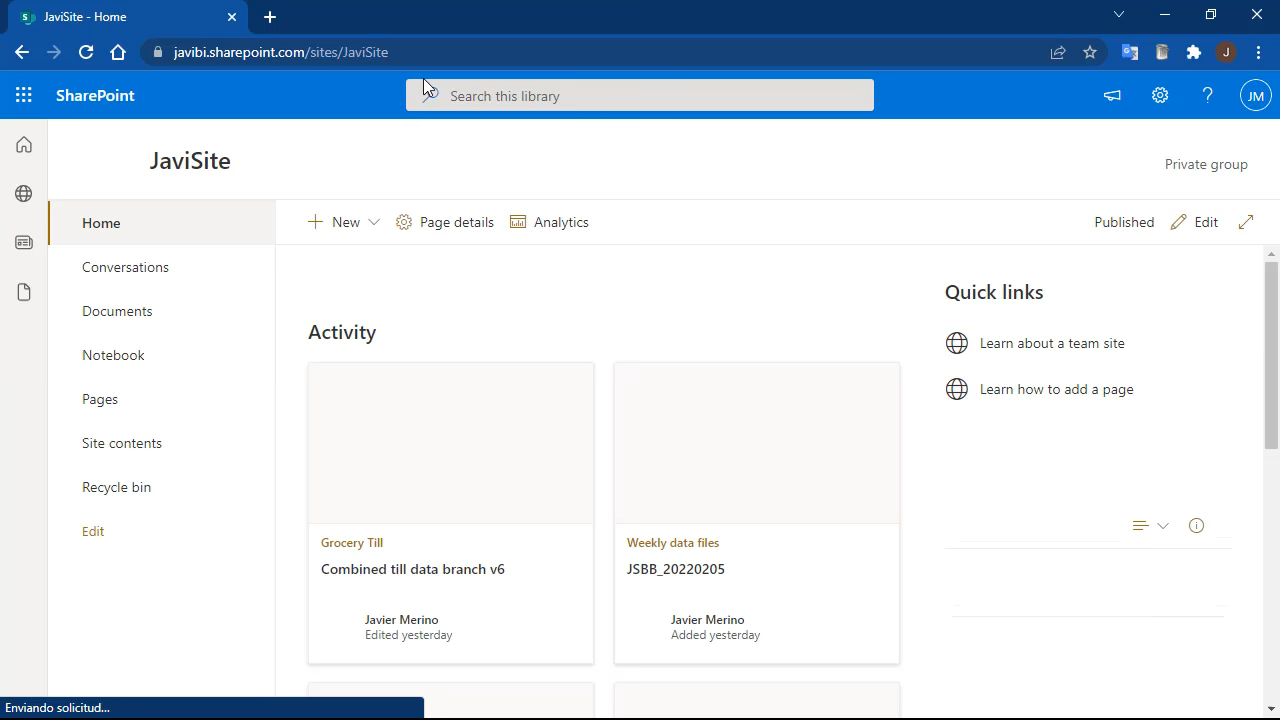 JaviSite - Home
javibi.sharepoint.com/sites/JaviSite
J
SharePoint
Search this library
JM
JaviSite
Private group
Home
New
Page details
Analytics
Published
Edit
Conversations
Documents
Notebook
Pages
Site contents
Recycle bin
Edit
Activity
Grocery Till
Combined till data branch v6
Javier Merino
Edited yesterday
Weekly data files
JSBB_20220205
Javier Merino
Added yesterday
Quick links
Learn about a team site
Learn how to add a page
Enviando solicitud...